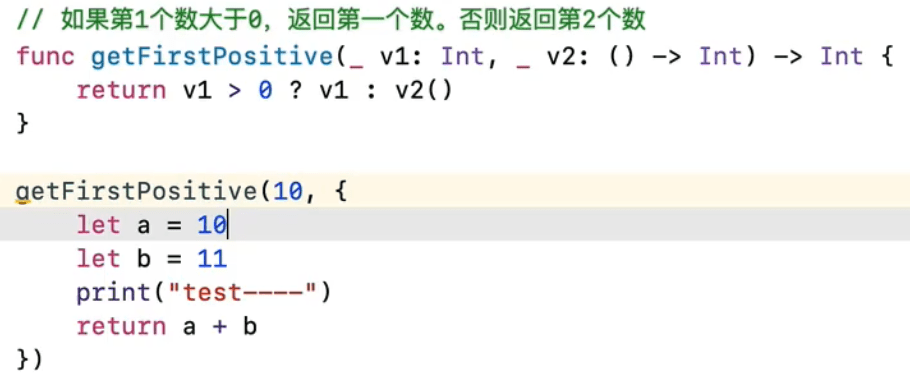 // 如果第1个数大于0，返回第一个数。否则返回第2个数
func getFirstPositive(_ v1: Int, _ v2: () -> Int) -> Int {
    return v1 > 0 ? v1 : v2()
}

getFirstPositive(10, {
    let a = 10
    let b = 11
    print("test----")
    return a + b
})